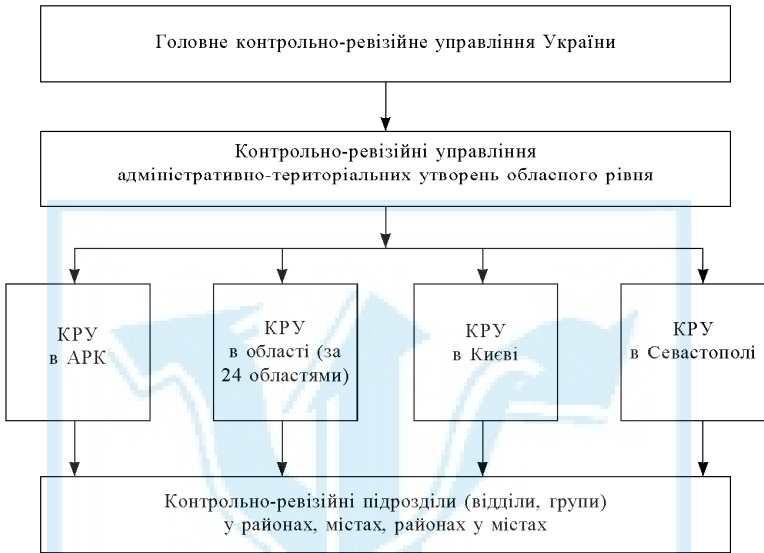 Головне контрольно-ревізійне управління України
Контрольно-ревізійні управління
адміністративно-територіальних утворень обласного рівня
КРУ
в АРК
КРУ
в області (за
24 областями)
КРУ
в Києві
КРУ
в Севастополі
Контрольно-ревізійні підрозділи (відділи, групи)
у районах, містах, районах у містах